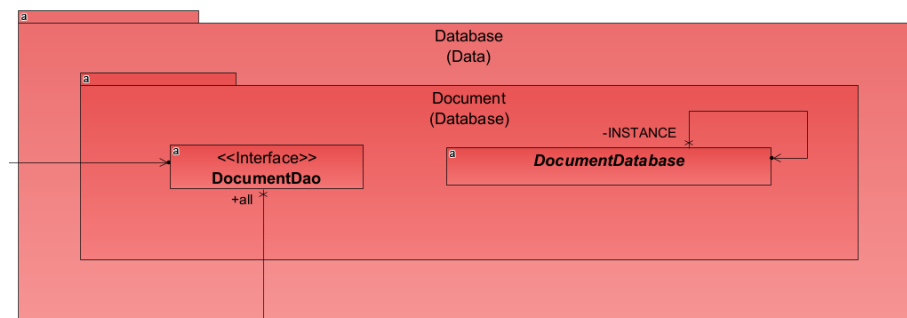 a
Database
(Data)
a
Document
(Database)
-INSTANCE
a
<<Interface>>
DocumentDao
a
DocumentDatabase
+all